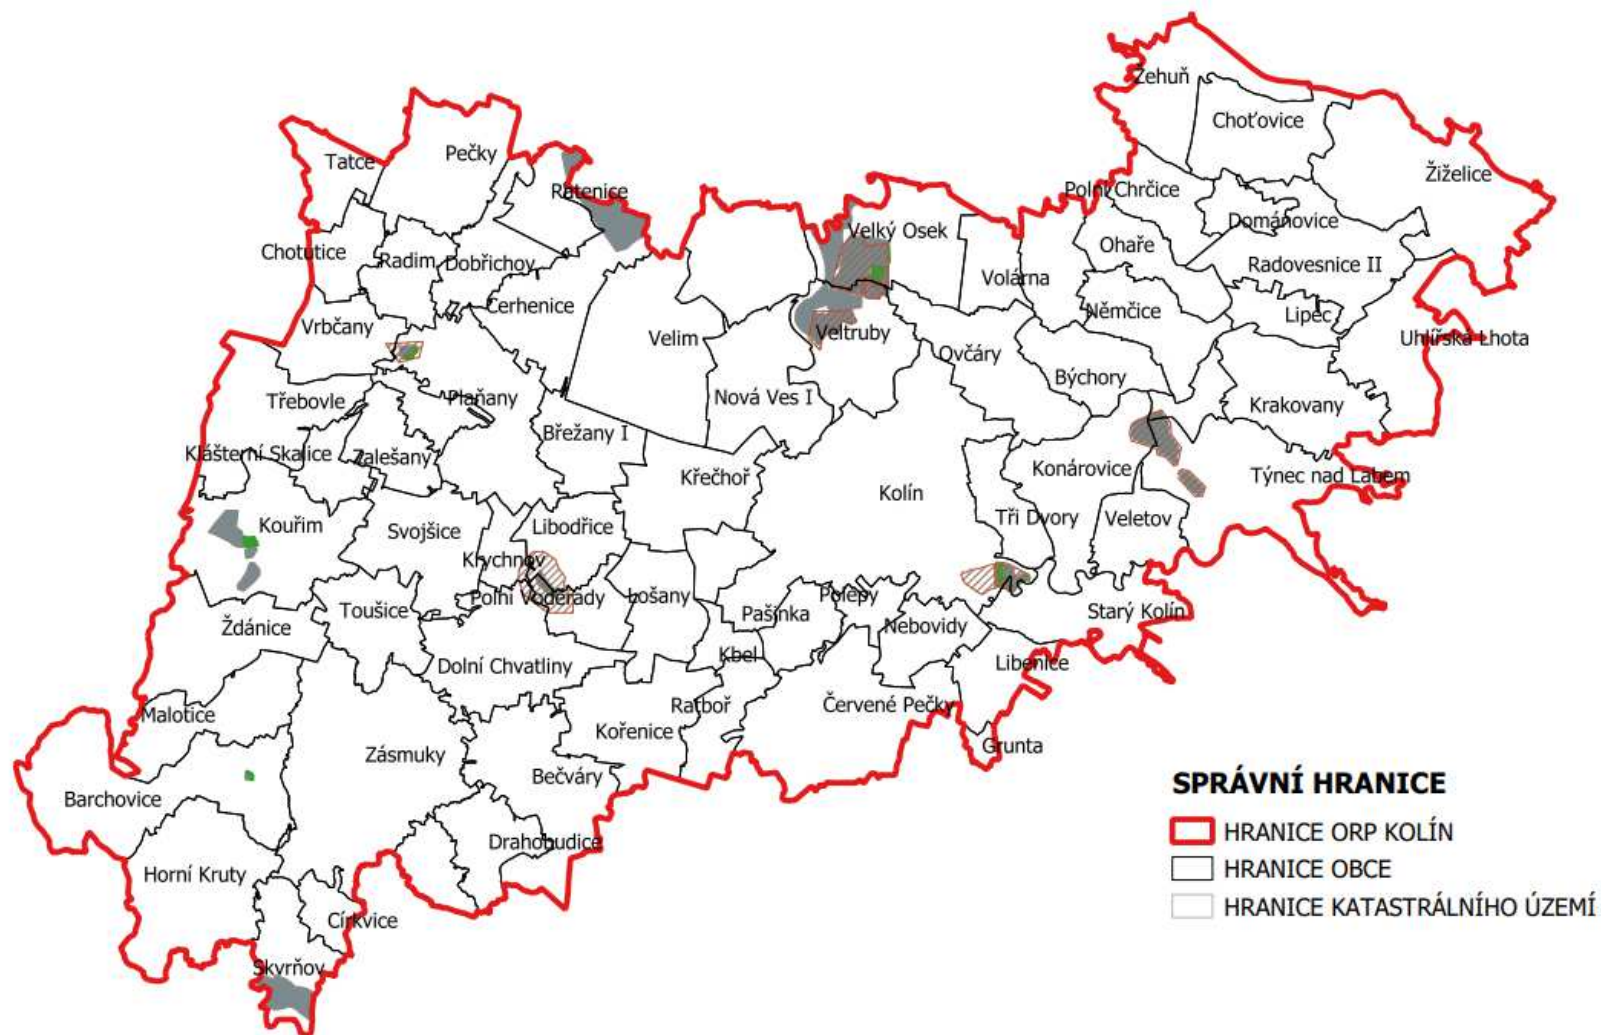 Žehuň
Choťovice
Pečky
Tatce
Žiželice
Polní Chrčice
Ratenice
Domanovice
Velký Osek
Ohaře
Chotutice
Radim
Dobřichov
Radovesnice II
Volárna
Cerhenice
Němčice
Lipec
Vrbčany
Velim
Veltruby
Uhlířská Lhota
Ovčáry
Býchory
Plaňany
Nová Ves I
Třebovle
Krakovany
Břežany I
Klášterní Skalice
Zalešany
Konárovice
Křečhoř
Týnec nad Labem
Kolín
Kouřim
Svojšice
Libodřice
Tři Dvory
Veletov
Krychnov
Polní Voděrady
Lošany
Polepy
Toušice
Pašinka
Starý Kolín
Ždánice
Nebovidy
Kbel
Libenice
Dolní Chvatliny
Ratboř
Červené Pečky
Malotice
Kořenice
Grunta
Zásmuky
Bečváry
Barchovice
Drahobudice
Horní Kruty
Církvice
Skvrňov
SPRÁVNÍ HRANICE
HRANICE ORP KOLÍN
HRANICE OBCE
HRANICE KATASTRÁLNÍHO ÚZEMÍ